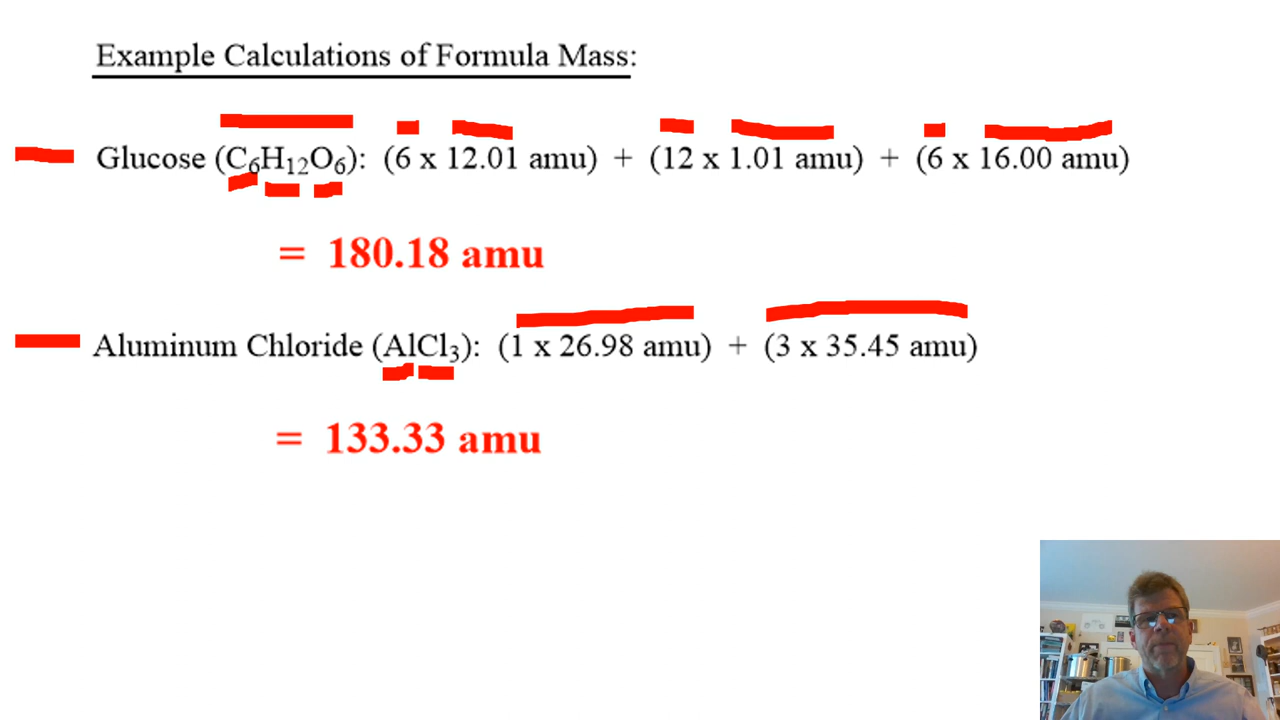 Example Calculations of Formula Mass:
Glucose (C₆H₁₂O₆): (6 x 12.01 amu) + (12 x 1.01 amu) + (6 x 16.00 amu)
= 180.18 amu
Aluminum Chloride (AlCl₃): (1 x 26.98 amu) + (3 x 35.45 amu)
= 133.33 amu